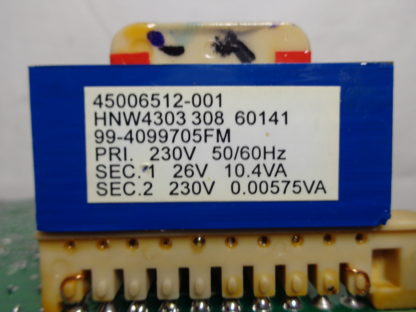 45006512-001
HNW4303 308 60141
99-4099705FM
PRI. 230V 50/60Hz
SEC. 1 26V 10.4VA
SEC.2 230V 0.00575VA